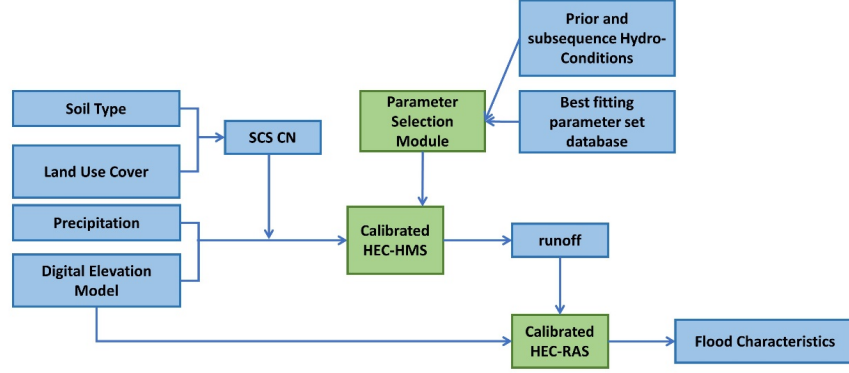 Prior and
subsequence Hydro-
Conditions
Soil Type
Parameter
Selection
Module
Best fitting
parameter set
database
SCS CN
Land Use Cover
Precipitation
Calibrated
HEC-HMS
runoff
Digital Elevation
Model
Calibrated
HEC-RAS
Flood Characteristics